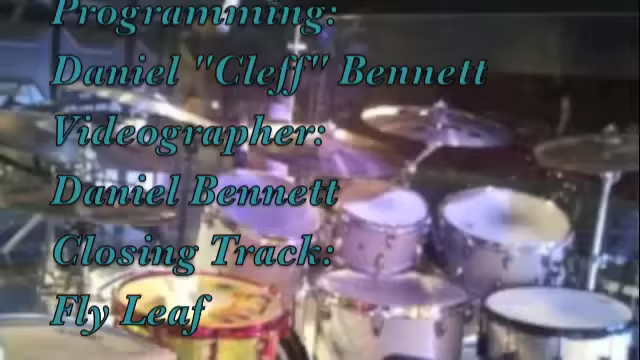 Programming:
Daniel "Cleff" Bennett
Videographer:
Daniel Bennett
Closing Track:
Fly Leaf